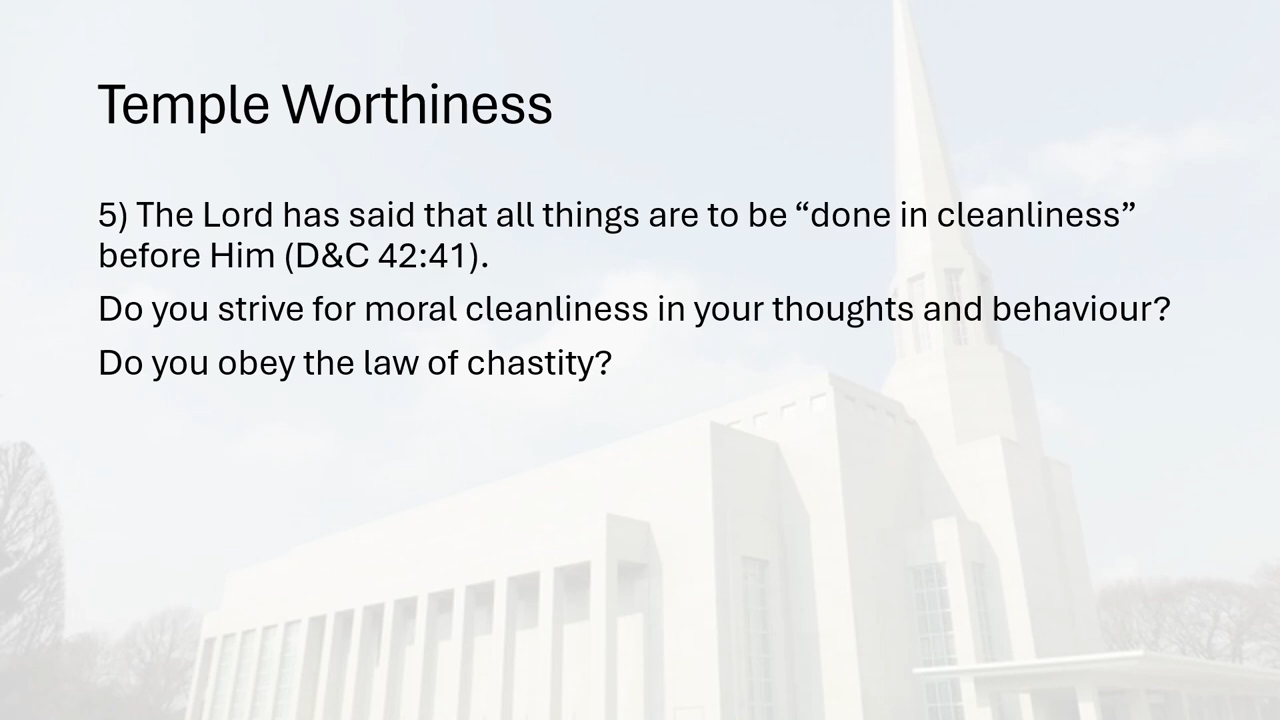 Temple Worthiness
5) The Lord has said that all things are to be “done in cleanliness”
before Him (D&C 42:41).
Do you strive for moral cleanliness in your thoughts and behaviour?
Do you obey the law of chastity?